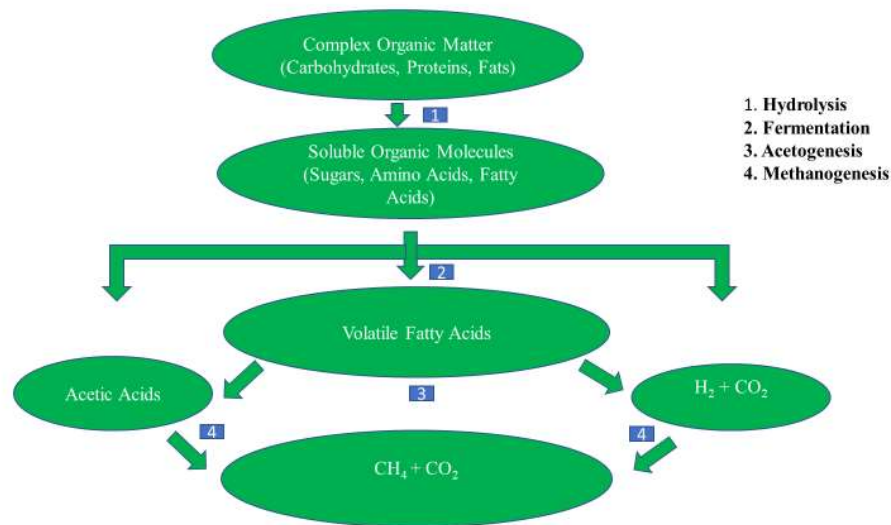 Complex Organic Matter
(Carbohydrates, Proteins, Fats)
1
Soluble Organic Molecules
(Sugars, Amino Acids, Fatty
Acids)
1. Hydrolysis
2. Fermentation
3. Acetogenesis
4. Methanogenesis
2
Volatile Fatty Acids
Acetic Acids
3
H₂ + CO₂
4
4
CH₄ + CO₂